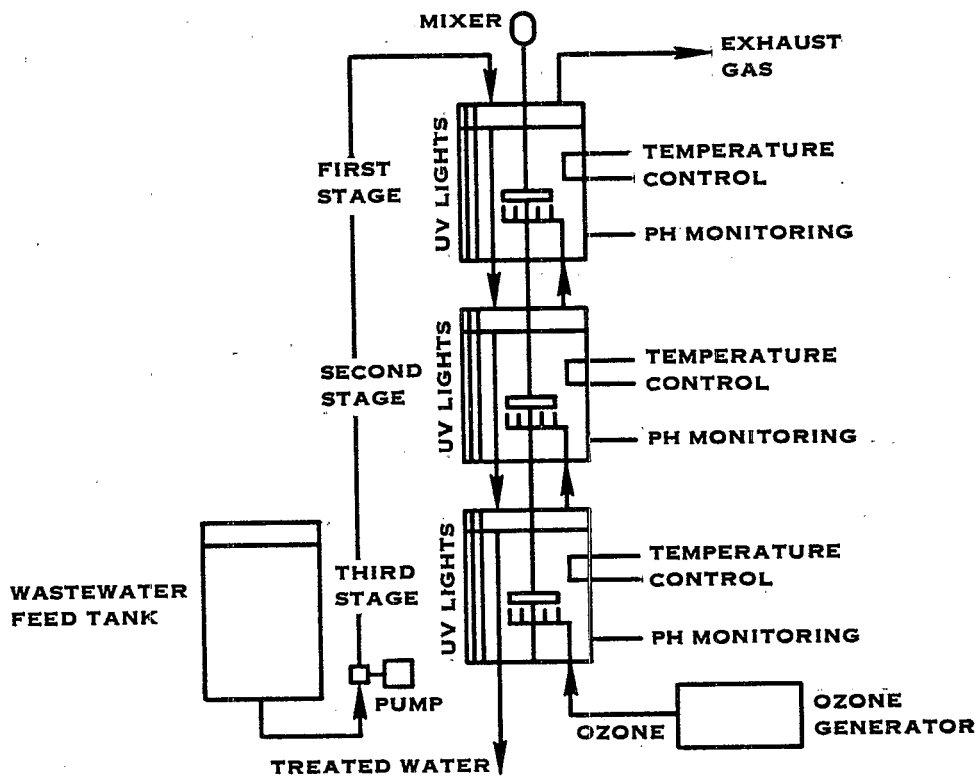 MIXER
EXHAUST
GAS
FIRST
STAGE
UV LIGHTS
TEMPERATURE
CONTROL
PH MONITORING
SECOND
STAGE
UV LIGHTS
TEMPERATURE
CONTROL
PH MONITORING
WASTEWATER
FEED TANK
THIRD
STAGE
UV LIGHTS
TEMPERATURE
CONTROL
PH MONITORING
PUMP
OZONE
OZONE
GENERATOR
TREATED WATER